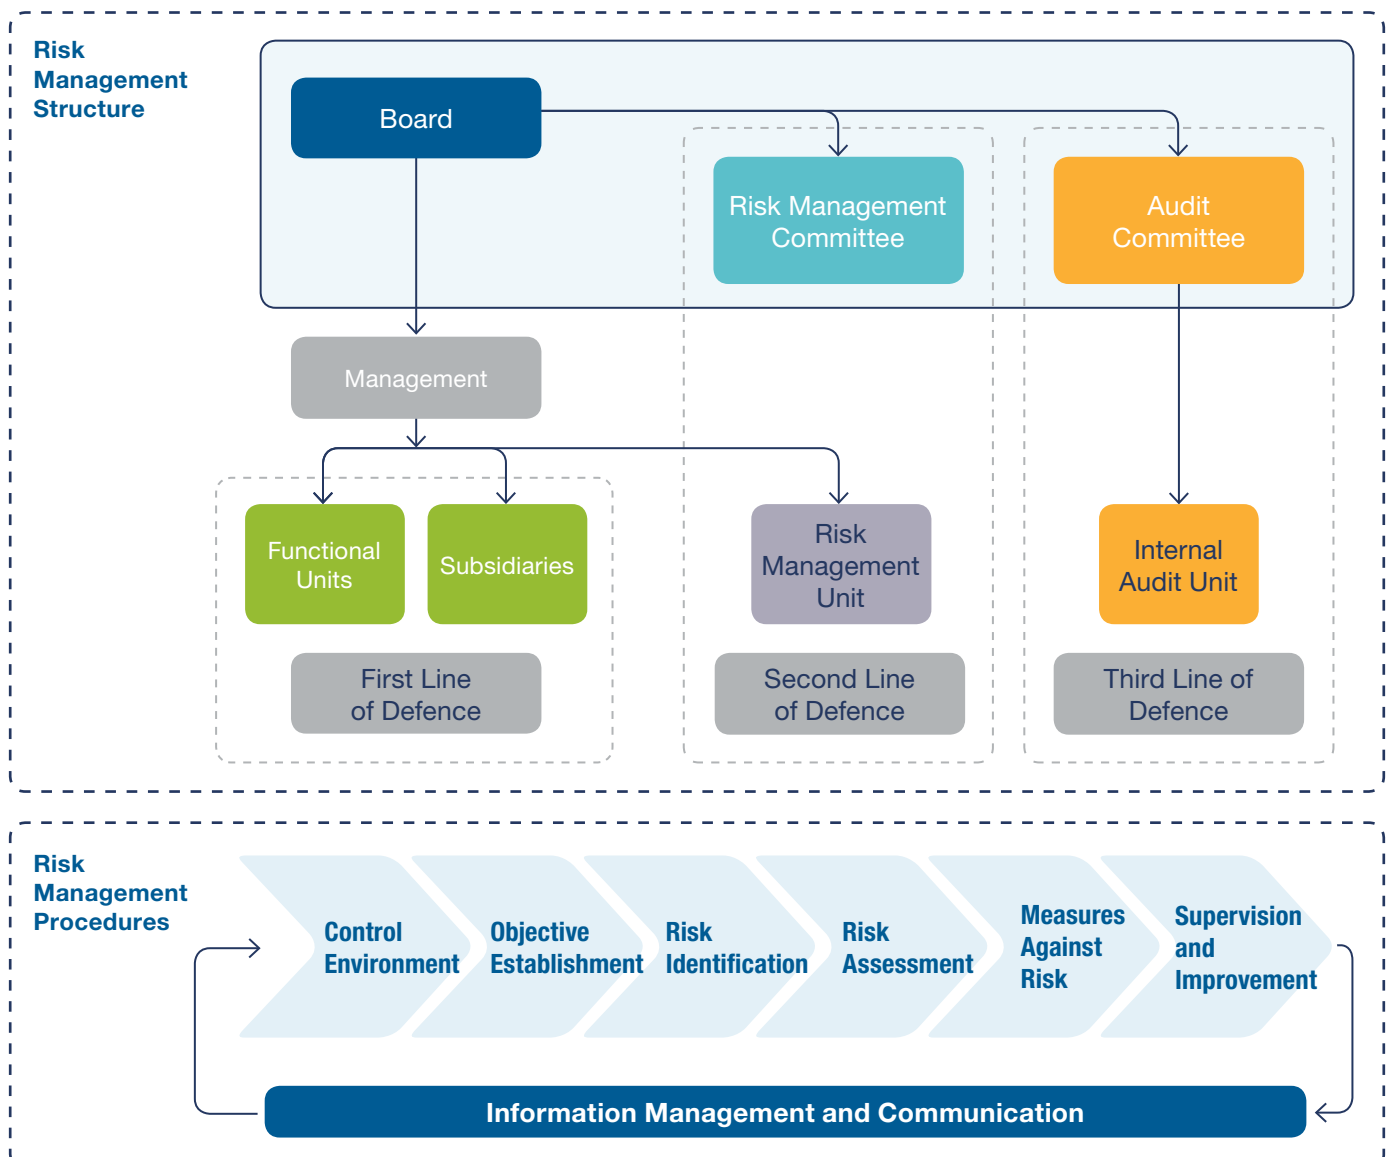 Risk
Management
Structure
Board
Risk Management
Committee
Audit
Committee
Management
Functional
Units
Subsidiaries
Risk
Management
Unit
Internal
Audit Unit
First Line
of Defence
Second Line
of Defence
Third Line of
Defence
Risk
Management
Procedures
Control
Environment
Objective
Establishment
Risk
Identification
Risk
Assessment
Measures
Against
Risk
Supervision
and
Improvement
Information Management and Communication